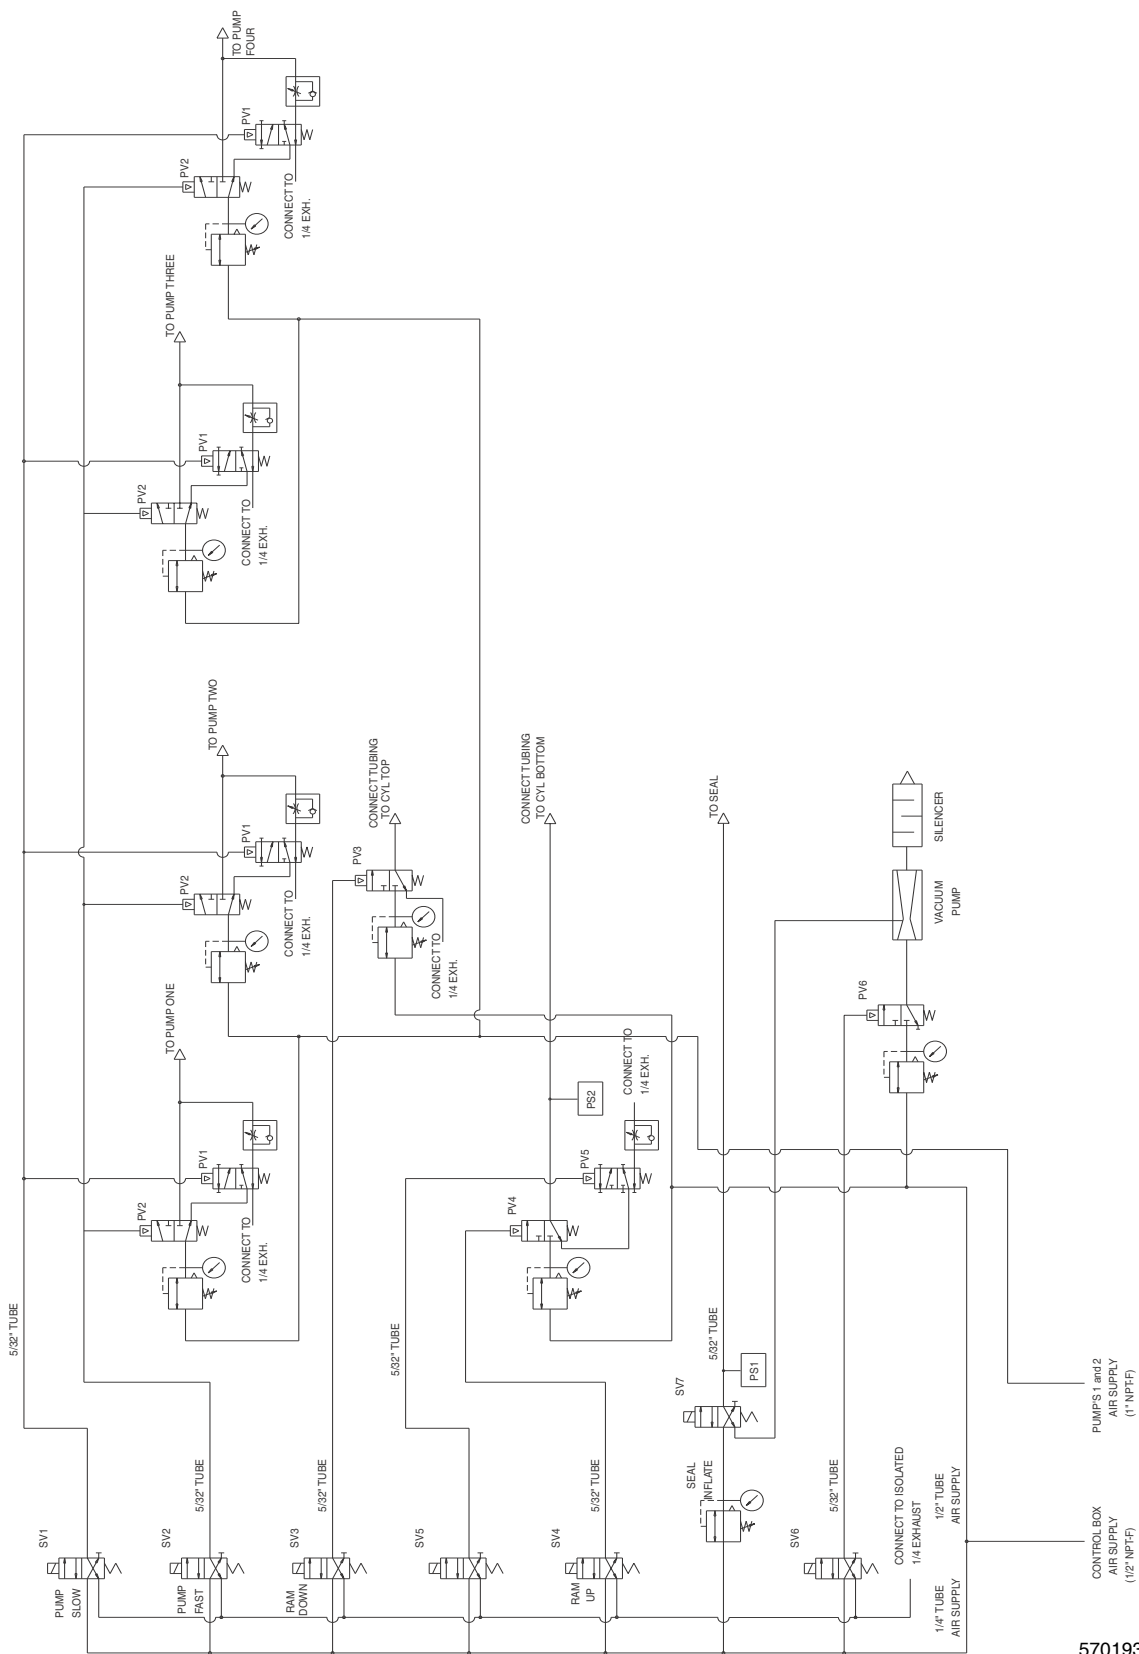 TO PUMP
FOUR
PV1
PV2
CONNECT TO
1/4 EXH.
TO PUMP THREE
PV1
PV2
CONNECT TO
1/4 EXH.
TO PUMP TWO
PV1
PV2
CONNECT TO
1/4 EXH.
CONNECT TUBING
TO CYL TOP
PV3
CONNECT TO
1/4 EXH.
CONNECT TUBING
TO CYL BOTTOM
TO SEAL
SILENCER
VACUUM
PUMP
PV6
TO PUMP ONE
PV1
PV2
CONNECT TO
1/4 EXH.
CONNECT TO
1/4 EXH.
PS2
PV5
PV4
5/32" TUBE
5/32" TUBE
5/32" TUBE
5/32" TUBE
PS1
SV7
SEAL
INFLATE
5/32" TUBE
5/32" TUBE
5/32" TUBE
5/32" TUBE
SV1
PUMP
SLOW
SV2
PUMP
FAST
SV3
RAM
DOWN
SV5
SV4
RAM
UP
SV6
CONNECT TO ISOLATED
1/4 EXHAUST
1/2" TUBE
AIR SUPPLY
1/4" TUBE
AIR SUPPLY
PUMP'S 1 and 2
AIR SUPPLY
(1" NPT-F)
CONTROL BOX
AIR SUPPLY
(1/2" NPT-F)
570193